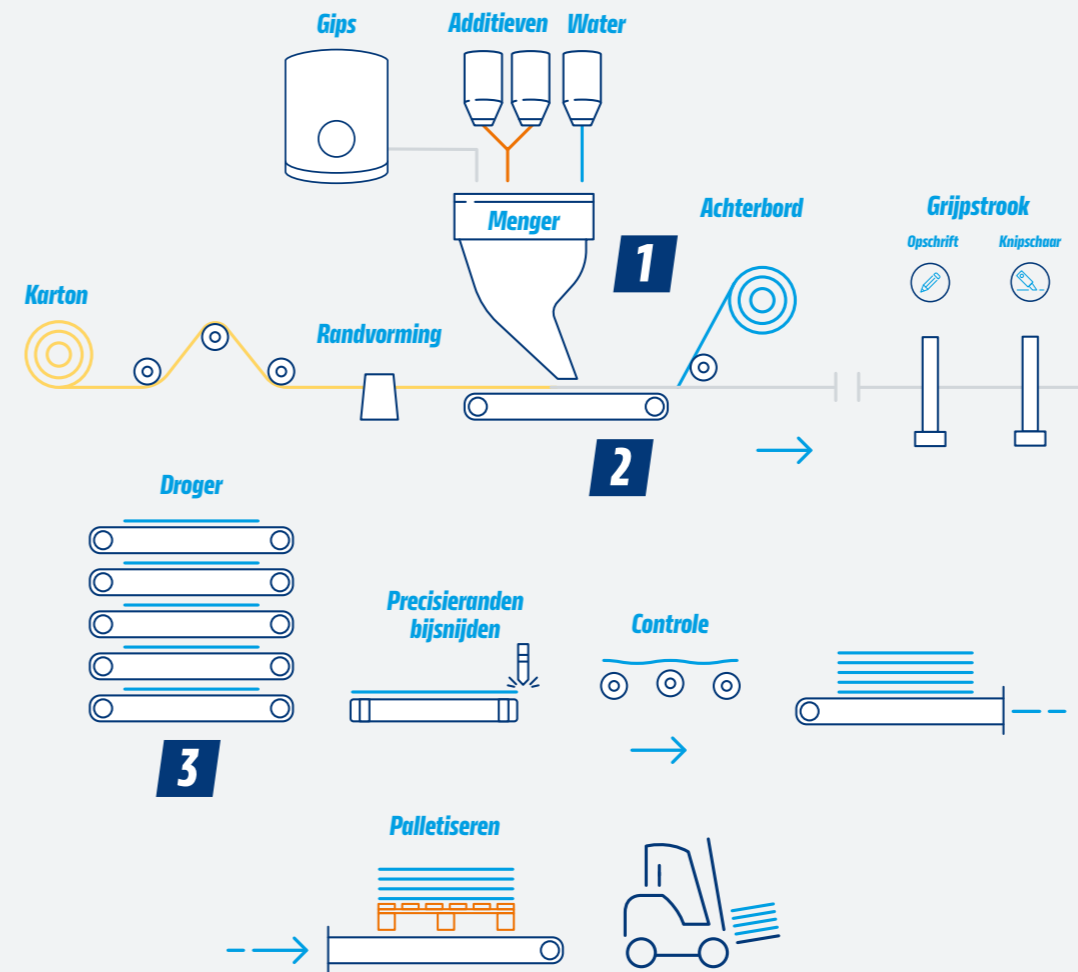 Gips
Additieven
Water
Menger
1
Achterbord
Grijpstrook
Opschrift
Knipschaar
Karton
Randvorming
2
Droger
Precisieranden
bijsnijden
Controle
3
Palletiseren